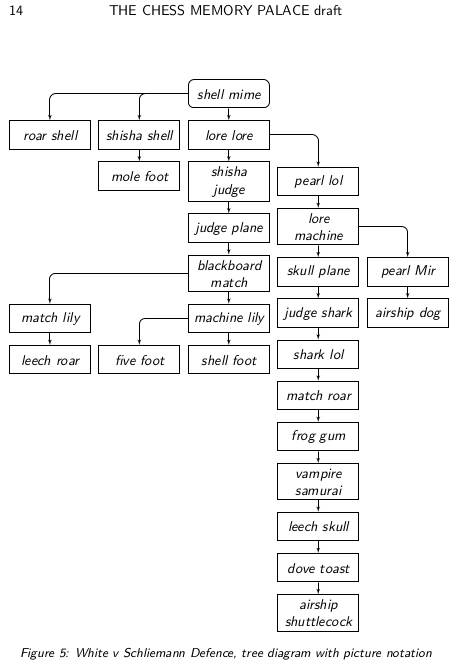 14
THE CHESS MEMORY PALACE draft
shell mime
roar shell
shisha shell
lore lore
mole foot
shisha
judge
pearl lol
judge plane
lore
machine
blackboard
match
skull plane
pearl Mir
match lily
machine lily
judge shark
airship dog
leech roar
five foot
shell foot
shark lol
match roar
frog gum
vampire
samurai
leech skull
dove toast
airship
shuttlecock
Figure 5: White v Schliemann Defence, tree diagram with picture notation